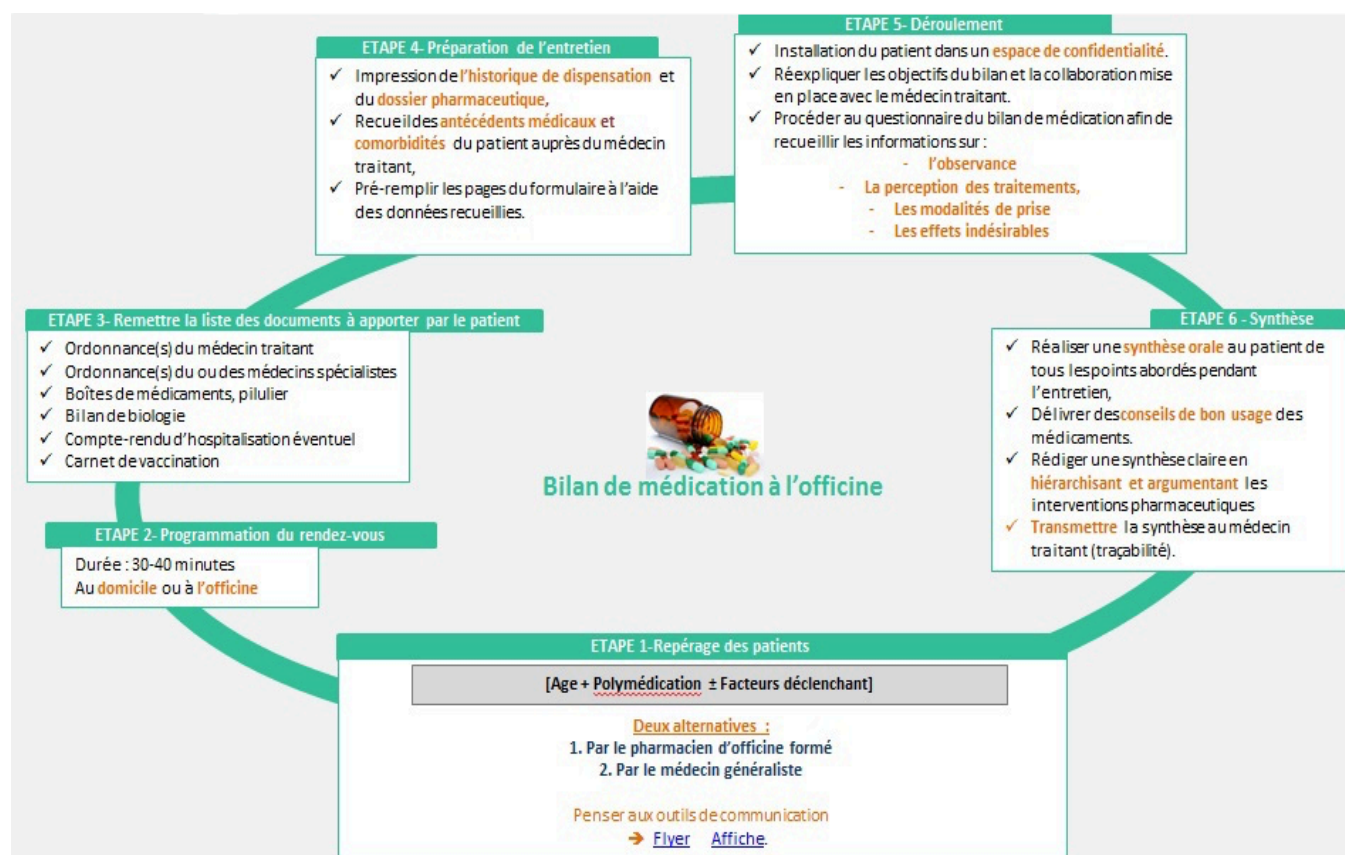 ETAPE 4- Préparation de l'entretien
✓ Impression de l'historique de dispensation et
du dossier pharmaceutique,
✓ Recueil des antécédents médicaux et
comorbidités du patient auprès du médecin
traitant,
✓ Pré-remplir les pages du formulaire à l'aide
des données recueillies.
ETAPE 5- Déroulement
✓ Installation du patient dans un espace de confidentialité.
✓ Réexpliquer les objectifs du bilan et la collaboration mise
en place avec le médecin traitant.
✓ Procéder au questionnaire du bilan de médication afin de
recueillir les informations sur :
- l'observance
- La perception des traitements,
- Les modalités de prise
- Les effets indésirables
ETAPE 3- Remettre la liste des documents à apporter par le patient
✓ Ordonnance(s) du médecin traitant
✓ Ordonnance(s) du ou des médecins spécialistes
✓ Boîtes de médicaments, pilulier
✓ Bilan de biologie
✓ Compte-rendu d'hospitalisation éventuel
✓ Carnet de vaccination
ETAPE 6 - Synthèse
✓ Réaliser une synthèse orale au patient de
tous les points abordés pendant
l'entretien,
✓ Délivrer des conseils de bon usage des
médicaments.
✓ Rédiger une synthèse claire en
hiérarchisant et argumentant les
interventions pharmaceutiques
✓ Transmettre la synthèse au médecin
traitant (traçabilité).
Bilan de médication à l'officine
ETAPE 2- Programmation du rendez-vous
Durée : 30-40 minutes
Au domicile ou à l'officine
ETAPE 1-Repérage des patients
[Age + Polymédication ± Facteurs déclenchant]
Deux alternatives :
1. Par le pharmacien d'officine formé
2. Par le médecin généraliste
Penser aux outils de communication
➔ Flyer Affiche.